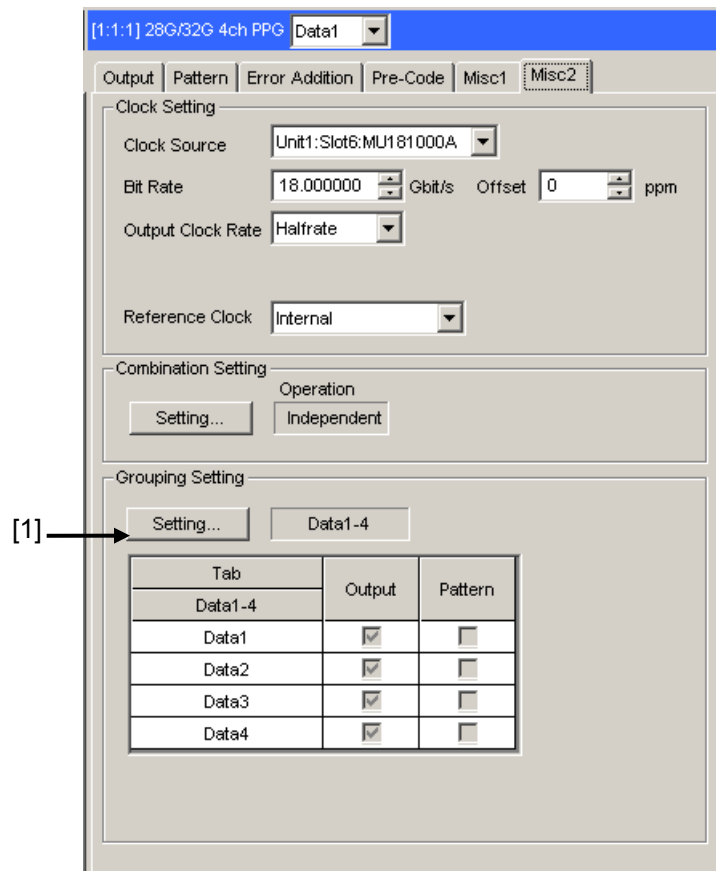 [1:1:1] 28G/32G 4ch PPG Data1
Output Pattern Error Addition Pre-Code Misc1 Misc2
Clock Setting
Clock Source Unit1:Slot6:MU181000A
Bit Rate 18.000000 Gbit/s Offset 0 ppm
Output Clock Rate Halfrate
Reference Clock Internal
Combination Setting
Operation
Setting... Independent
Grouping Setting
[1] Setting... Data1-4
Tab Output Pattern
Data1-4
Data1
Data2
Data3
Data4